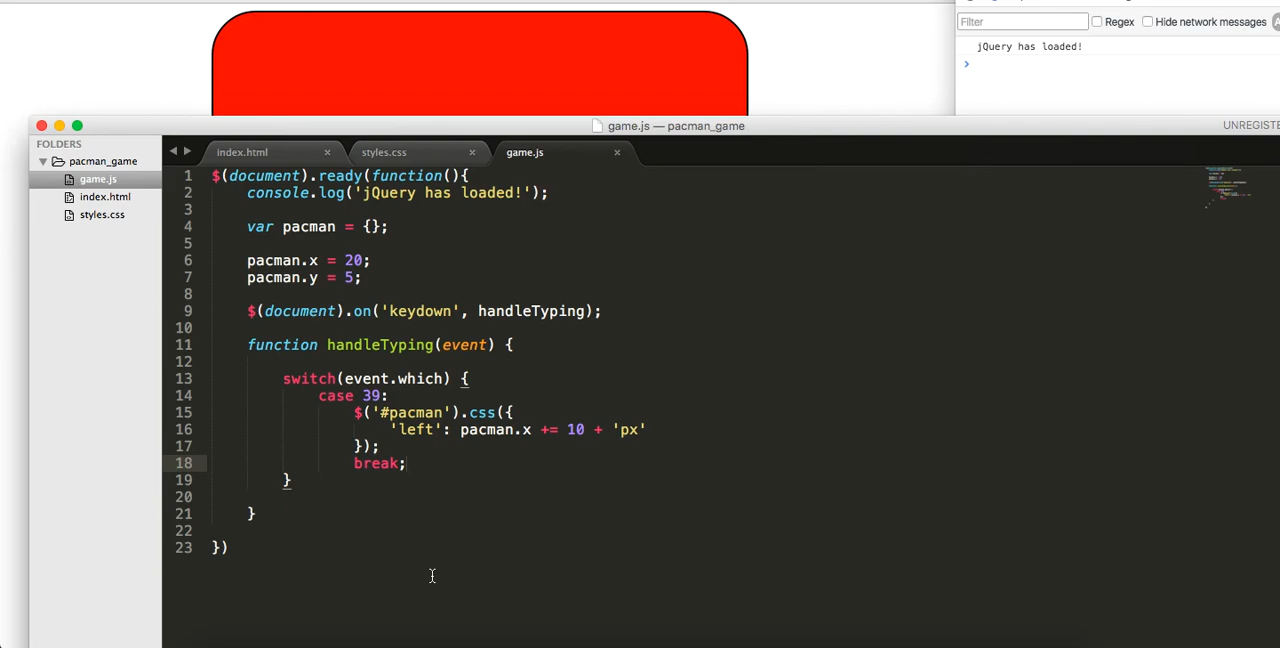 Filter
Regex
Hide network messages
jQuery has loaded!
game.js — pacman_game
UNREGISTE
FOLDERS
pacman_game
game.js
index.html
styles.css
index.html
styles.css
game.js
1 $(document).ready(function(){
2 console.log('jQuery has loaded!');
3
4 var pacman = {};
5
6 pacman.x = 20;
7 pacman.y = 5;
8
9 $(document).on('keydown', handleTyping);
10
11 function handleTyping(event) {
12
13 switch(event.which) {
14 case 39:
15 $('#pacman').css({
16 'left': pacman.x += 10 + 'px'
17 });
18 break;
19 }
20
21 }
22
23 })